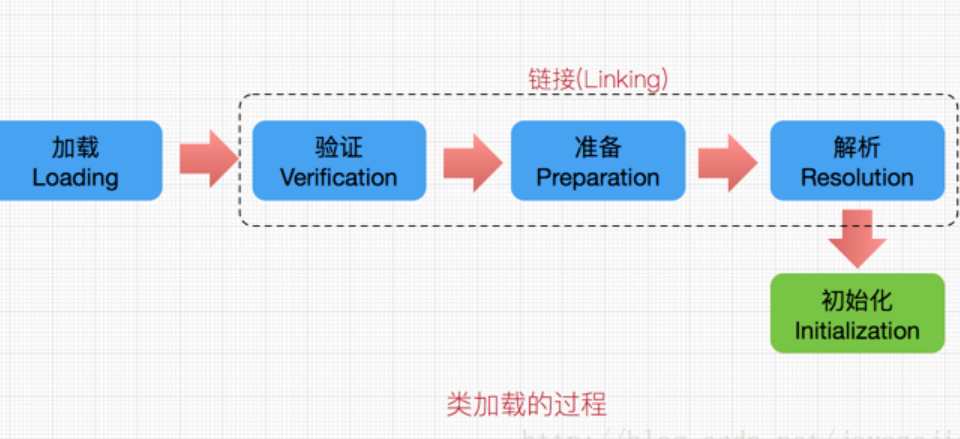 链接(Linking)
加载
Loading
验证
Verification
准备
Preparation
解析
Resolution
初始化
Initialization
类加载的过程